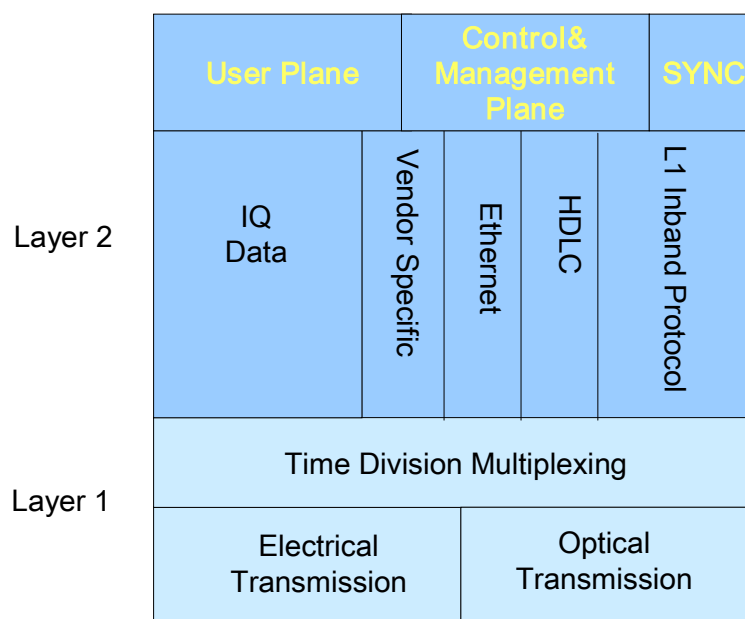 User Plane
Control&
Management
Plane
SYNC
Layer 2
IQ
Data
Vendor Specific
Ethernet
HDLC
L1 Inband Protocol
Layer 1
Time Division Multiplexing
Electrical
Transmission
Optical
Transmission